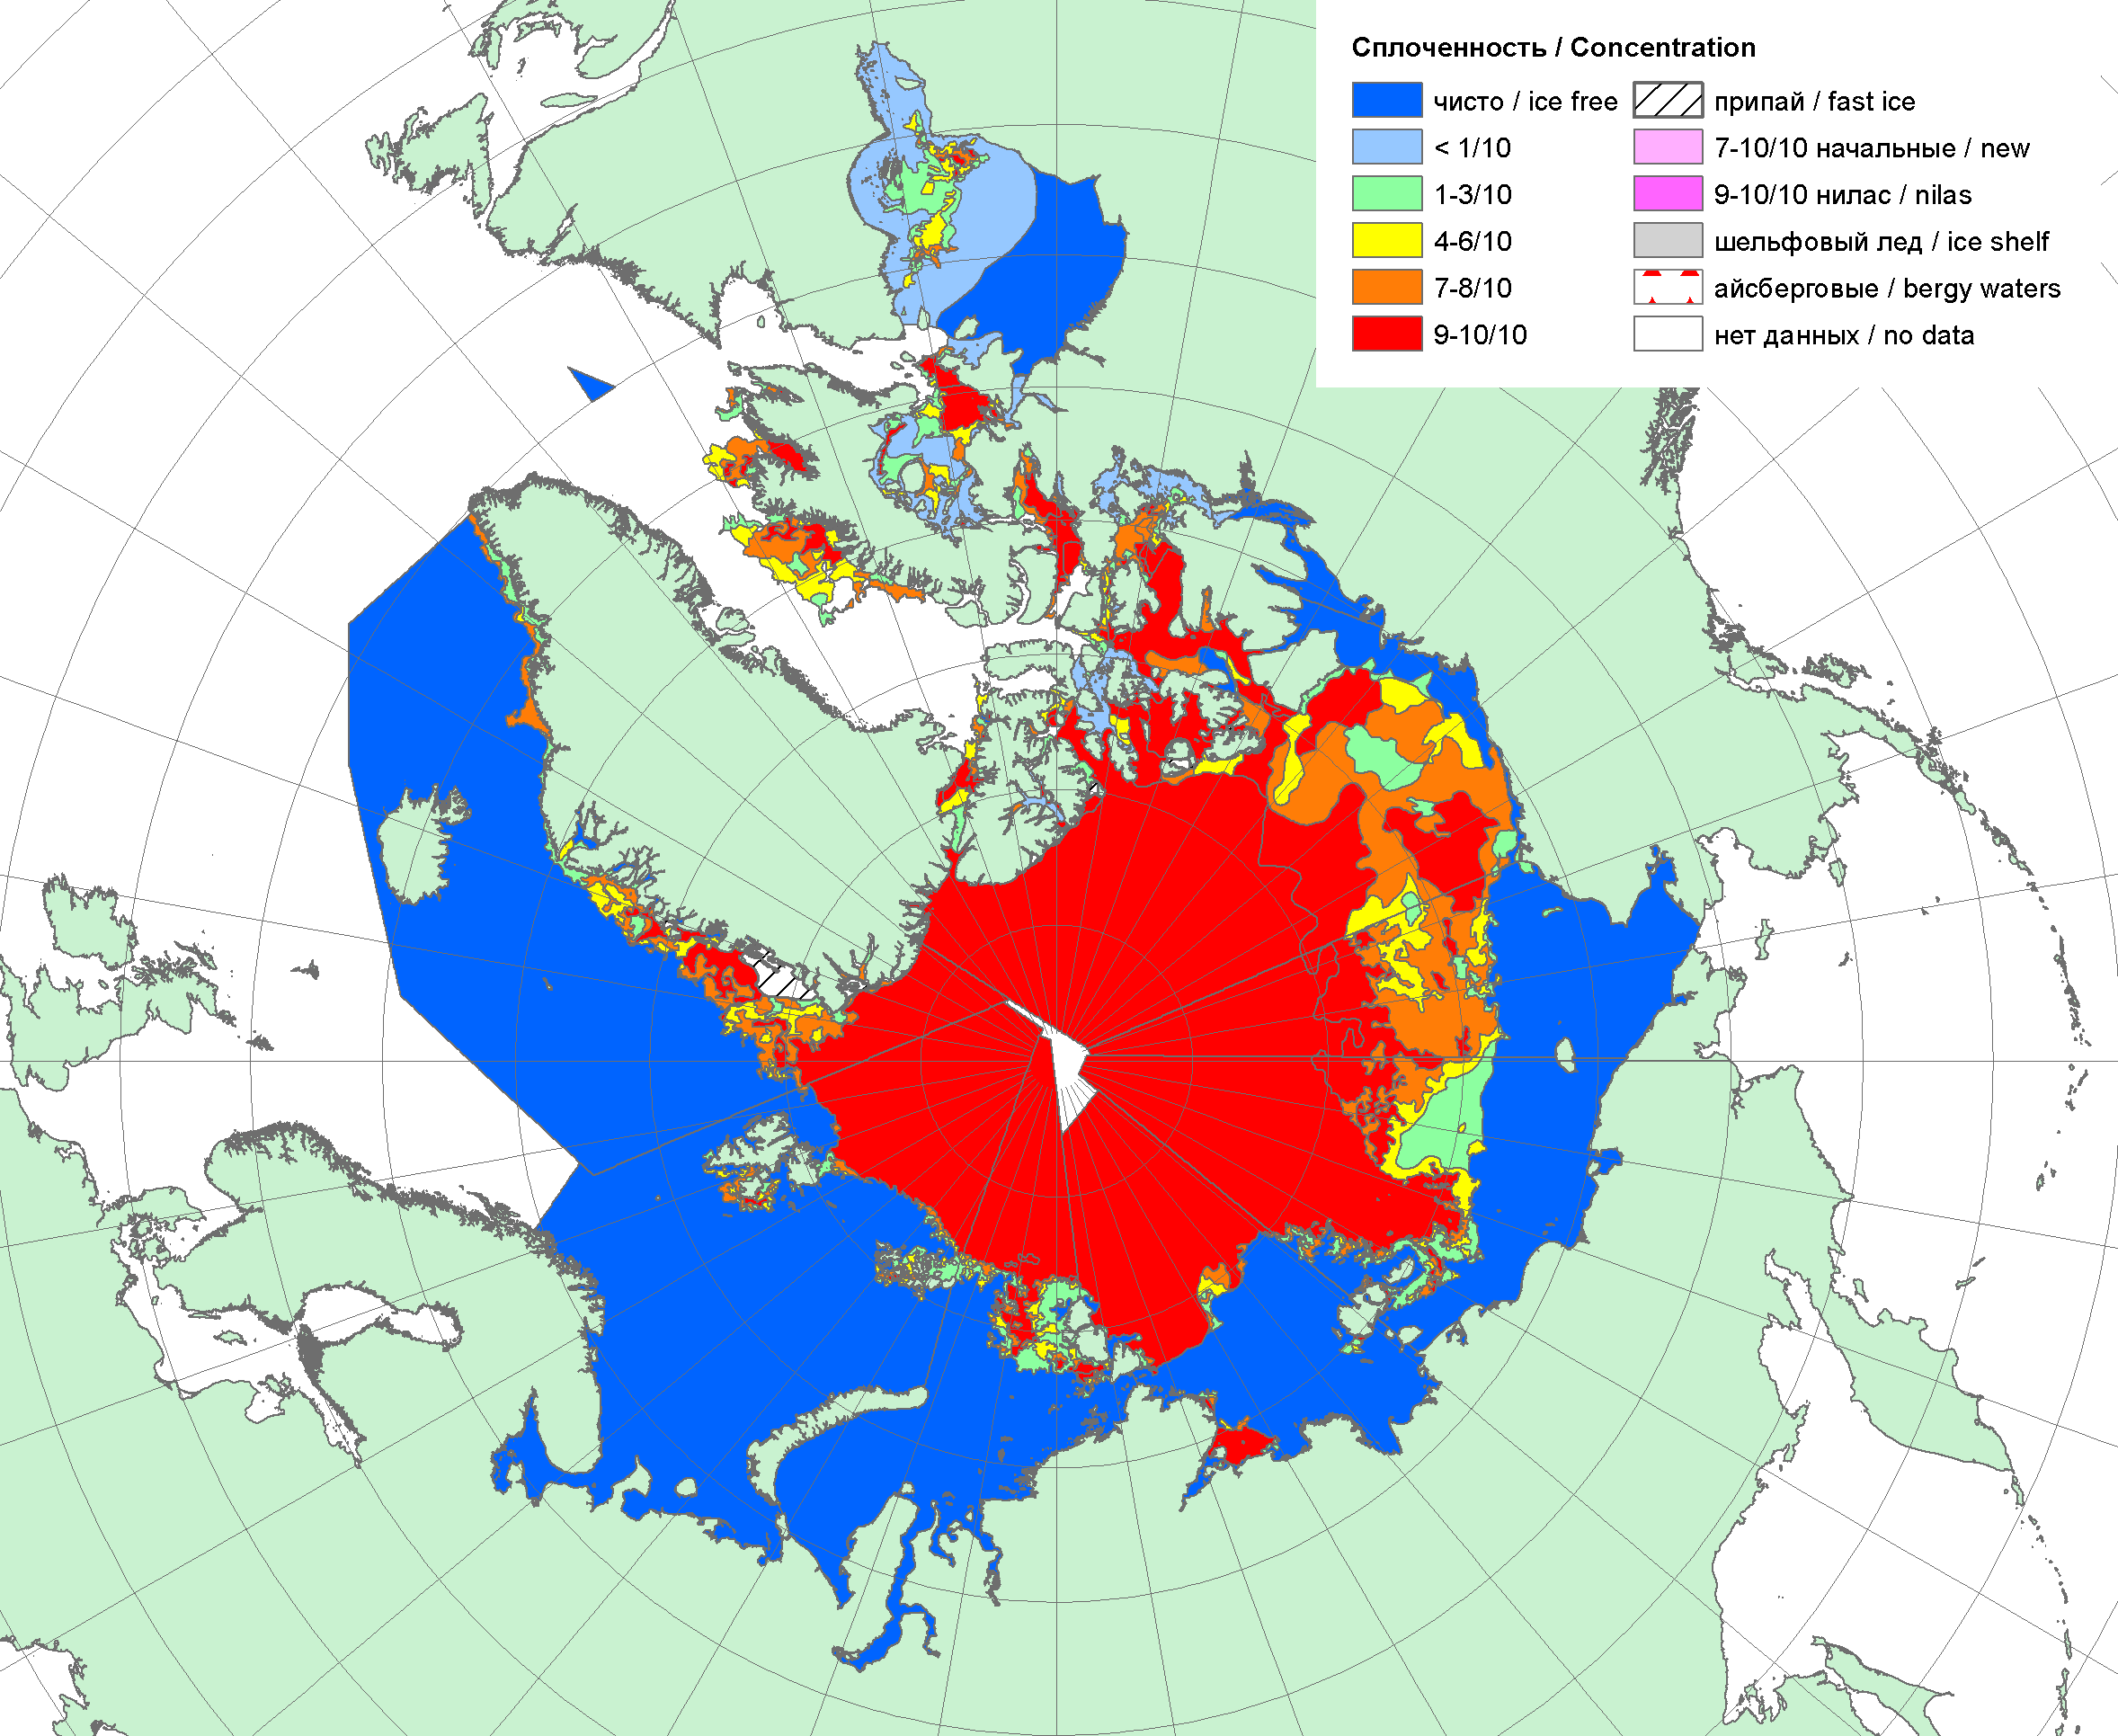 Сплоченность / Concentration
чисто / ice free
< 1/10
1-3/10
4-6/10
7-8/10
9-10/10
припай / fast ice
7-10/10 начальные / new
9-10/10 нилас / nilas
шельфовый лед / ice shelf
айсберговые / bergy waters
нет данных / no data